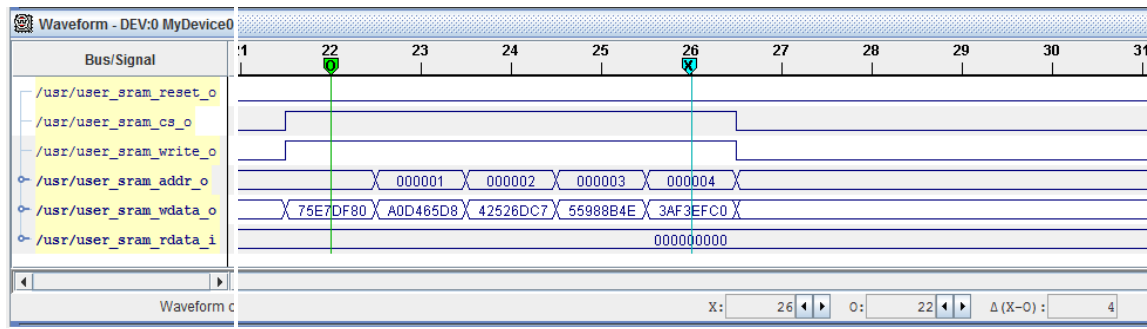 Waveform - DEV:0 MyDevice0
Bus/Signal
21 22 23 24 25 26 27 28 29 30 31
O X
/usr/user_sram_reset_o
/usr/user_sram_cs_o
/usr/user_sram_write_o
/usr/user_sram_addr_o 000001 000002 000003 000004
/usr/user_sram_wdata_o 75E7DF80 A0D465D8 42526DC7 55988B4E 3AF3EFC0
/usr/user_sram_rdata_i 000000000
Waveform X: 26 O: 22 Δ(X-O): 4